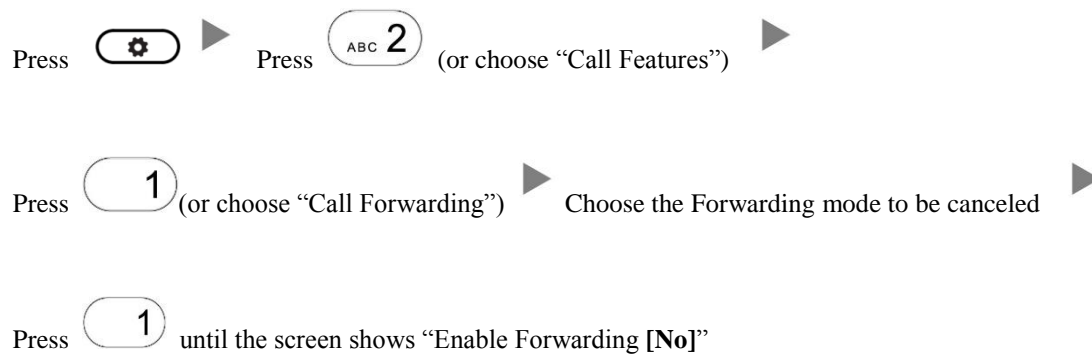 Press Press ABC 2 (or choose “Call Features”)
Press 1 (or choose “Call Forwarding”) Choose the Forwarding mode to be canceled
Press 1 until the screen shows “Enable Forwarding [No]”